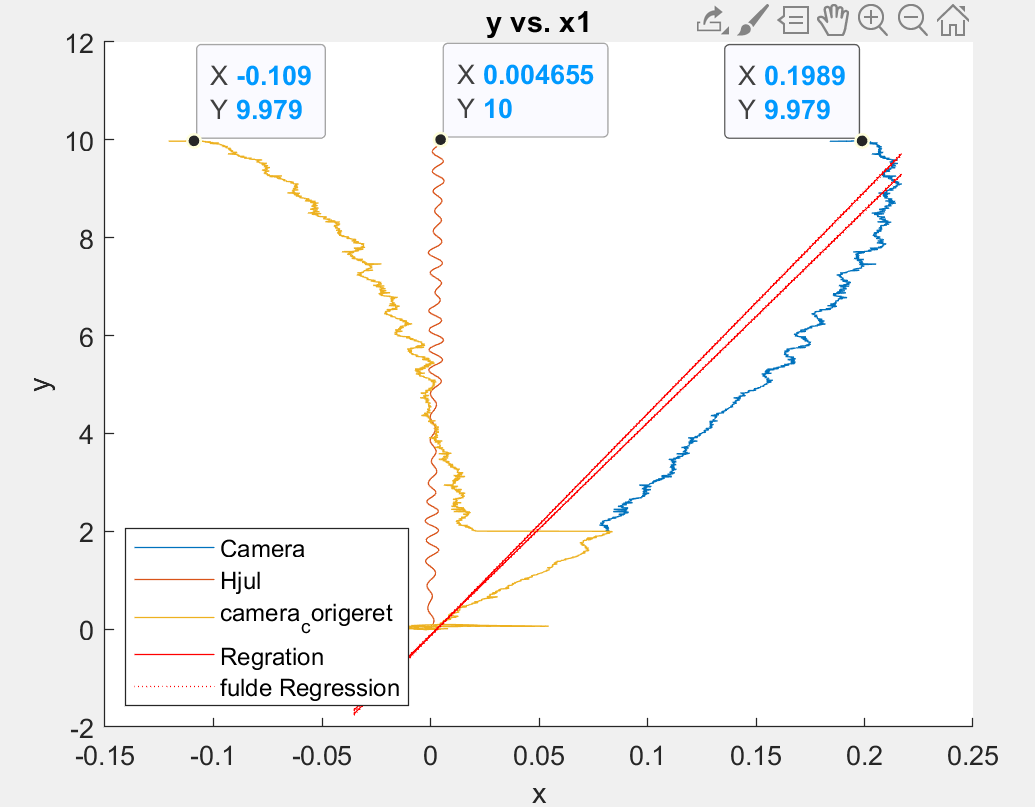 y vs. x1
X -0.109
Y 9.979
X 0.004655
Y 10
X 0.1989
Y 9.979
12
10
8
6
4
2
0
-2
y
Camera
Hjul
camera_corigeret
Regration
fulde Regression
-0.15
-0.1
-0.05
0
0.05
0.1
0.15
0.2
0.25
x